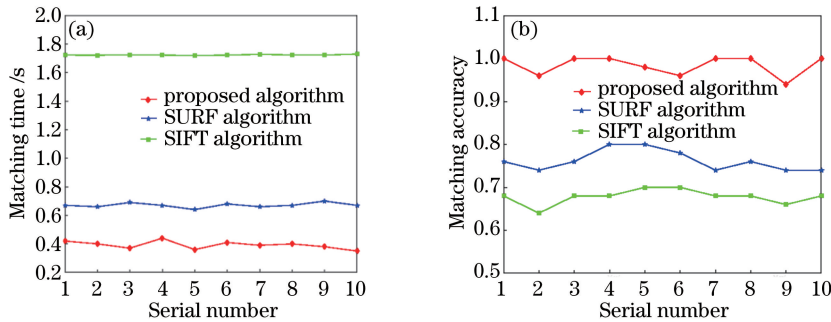 (a)
2.0
1.8
1.6
1.4
1.2
1.0
0.8
0.6
0.4
0.2
Matching time /s
proposed algorithm
SURF algorithm
SIFT algorithm
1 2 3 4 5 6 7 8 9 10
Serial number
(b)
1.1
1.0
0.9
0.8
0.7
0.6
0.5
Matching accuracy
proposed algorithm
SURF algorithm
SIFT algorithm
1 2 3 4 5 6 7 8 9 10
Serial number